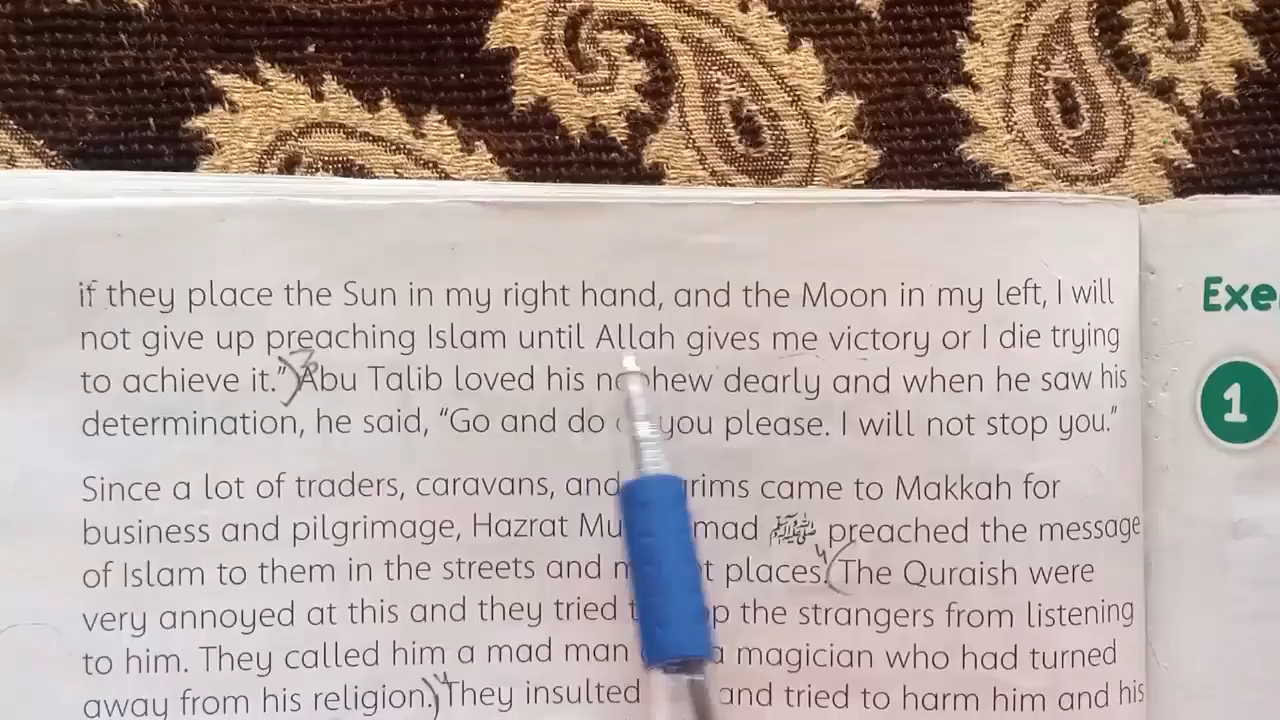 if they place the Sun in my right hand, and the Moon in my left, I will
not give up preaching Islam until Allah gives me victory or I die trying
to achieve it.”)3 Abu Talib loved his nephew dearly and when he saw his
determination, he said, “Go and do you please. I will not stop you.”
Since a lot of traders, caravans, and came to Makkah for
business and pilgrimage, Hazrat ﷺ preached the message
of Islam to them in the streets and places.4(The Quraish were
very annoyed at this and they tried the strangers from listening
to him. They called him a mad man a magician who had turned
away from his religion.)4 They insulted and tried to harm him and his
Exe
1